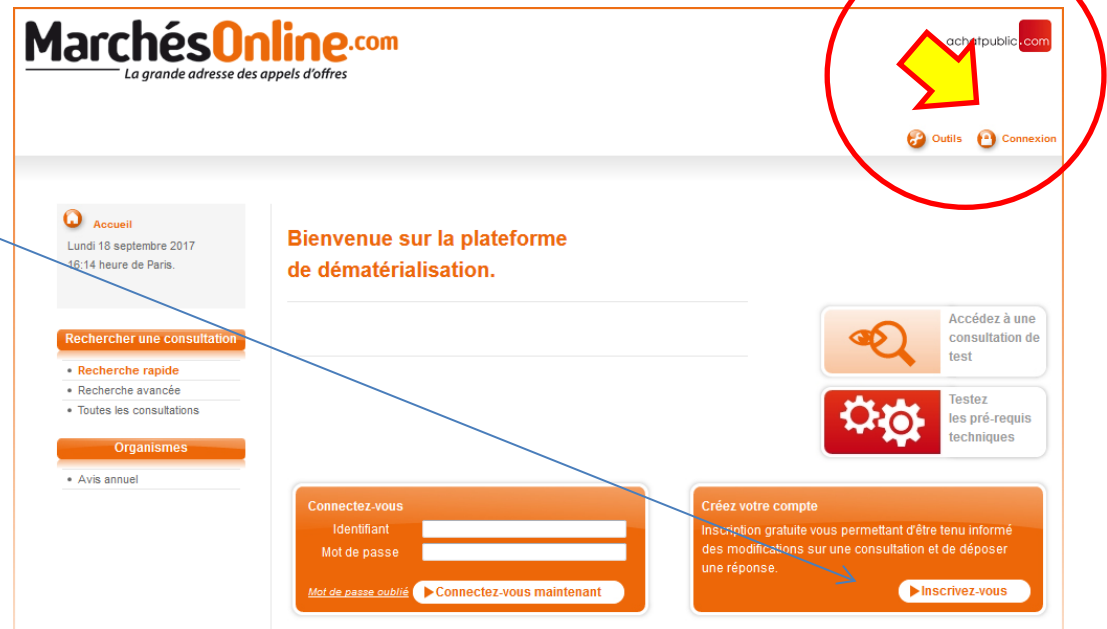 MarchésOnline.com
La grande adresse des appels d'offres
achatpublic.com
Outils
Connexion
Accueil
Lundi 18 septembre 2017
16:14 heure de Paris.
Rechercher une consultation
• Recherche rapide
• Recherche avancée
• Toutes les consultations
Organismes
• Avis annuel
Bienvenue sur la plateforme
de dématérialisation.
Accédez à une
consultation de
test
Testez
les pré-requis
techniques
Connectez-vous
Identifiant
Mot de passe
Mot de passe oublié
Connectez-vous maintenant
Créez votre compte
Inscription gratuite vous permettant d'être tenu informé
des modifications sur une consultation et de déposer
une réponse.
Inscrivez-vous